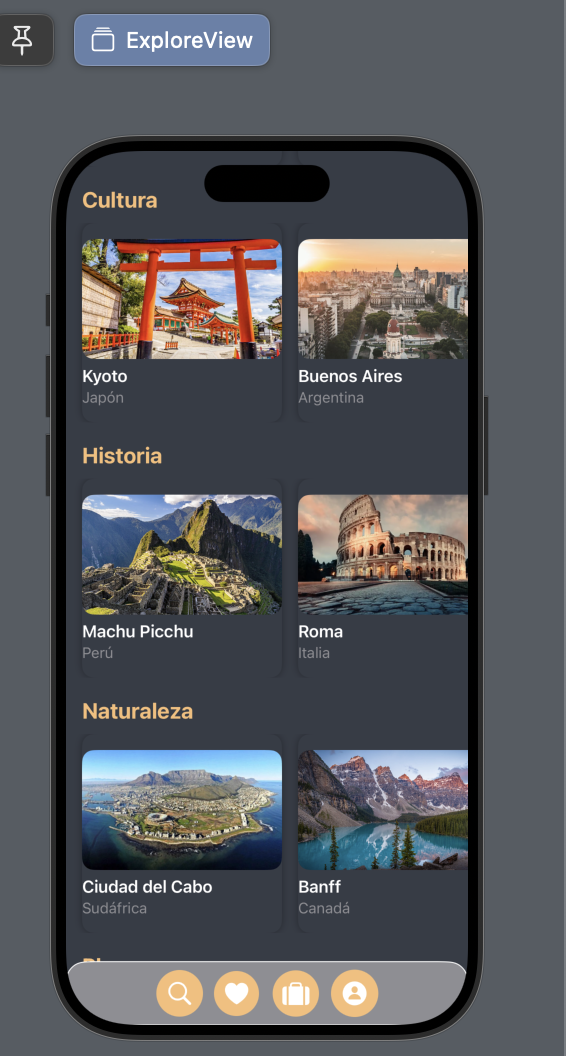 ExploreView
Cultura
Kyoto
Japón
Buenos Aires
Argentina
Historia
Machu Picchu
Perú
Roma
Italia
Naturaleza
Ciudad del Cabo
Sudáfrica
Banff
Canadá